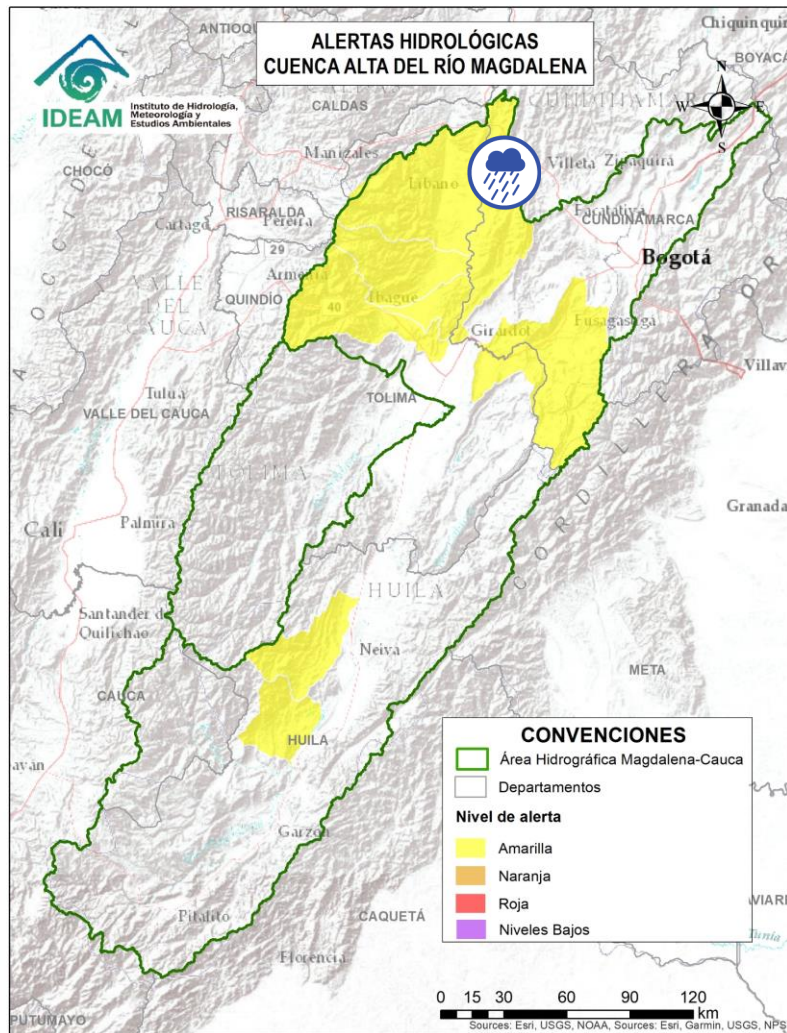 ALERTAS HIDROLÓGICAS
CUENCA ALTA DEL RÍO MAGDALENA
IDEAM
Instituto de Hidrología,
Meteorología y
Estudios Ambientales
ANTIOQU
Chiquinqui
BOYACÁ
CALDAS
N
W
E
S
Manizales
Líbano
Villeta
Zipaquirá
CHOCÓ
RISARALDA
Pereira
Facatativá
CUNDINAMARCA
Cartago
29
Bogotá
Armenia
VALLE
DEL
CAUCA
QUINDÍO
40
Ibagué
Girardot
Fusagasuga
Villav
TOLIMA
Tuluá
VALLE DEL CAUCA
TOLIMA
CORDILLERA
Granada
Cali
Palmira
HUILA
Santander de
Quilichao
Neiva
META
CAUCA
HUILA
Garzón
Pitalito
CAQUETÁ
Florencia
PUTUMAYO
VIARE
CONVENCIONES
Área Hidrográfica Magdalena-Cauca
Departamentos
Nivel de alerta
Amarilla
Naranja
Roja
Niveles Bajos
0 15 30 60 90 120
km
Sources: Esri, USGS, NOAA, Sources: Esri, Garmin, USGS, NPS